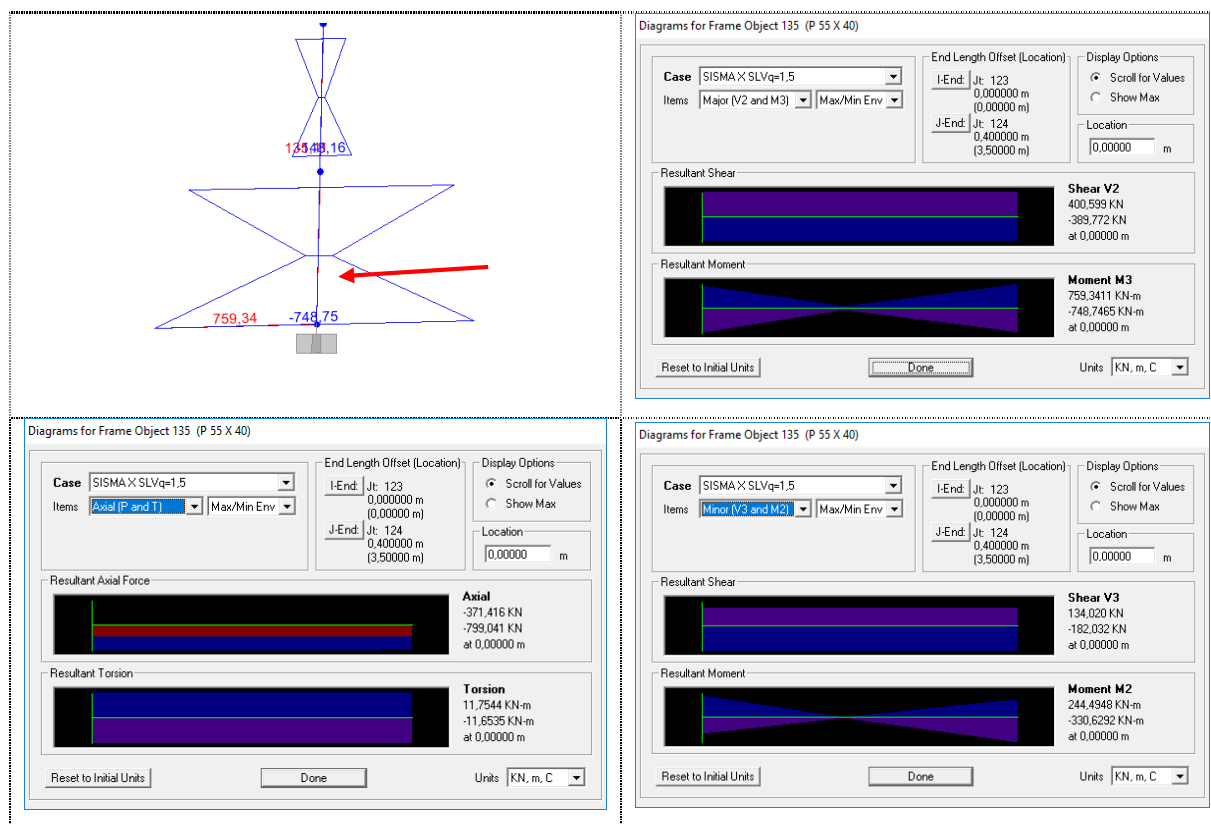 135,11
-148,16
759,34
-748,75
Diagrams for Frame Object 135 (P 55 X 40)
Case
SISMA X SLVq=1,5
Items
Major (V2 and M3)
Max/Min Env
End Length Offset (Location)
I-End:
Jt: 123
0,000000 m
(0,00000 m)
J-End:
Jt: 124
0,400000 m
(3,50000 m)
Display Options
Scroll for Values
Show Max
Location
0,00000 m
Resultant Shear
Shear V2
400,599 KN
-389,772 KN
at 0,00000 m
Resultant Moment
Moment M3
759,3411 KN-m
-748,7465 KN-m
at 0,00000 m
Reset to Initial Units
Done
Units
KN, m, C
Diagrams for Frame Object 135 (P 55 X 40)
Case
SISMA X SLVq=1,5
Items
Axial (P and T)
Max/Min Env
End Length Offset (Location)
I-End:
Jt: 123
0,000000 m
(0,00000 m)
J-End:
Jt: 124
0,400000 m
(3,50000 m)
Display Options
Scroll for Values
Show Max
Location
0,00000 m
Resultant Axial Force
Axial
-371,416 KN
-799,041 KN
at 0,00000 m
Resultant Torsion
Torsion
11,7544 KN-m
-11,6535 KN-m
at 0,00000 m
Reset to Initial Units
Done
Units
KN, m, C
Diagrams for Frame Object 135 (P 55 X 40)
Case
SISMA X SLVq=1,5
Items
Minor (V3 and M2)
Max/Min Env
End Length Offset (Location)
I-End:
Jt: 123
0,000000 m
(0,00000 m)
J-End:
Jt: 124
0,400000 m
(3,50000 m)
Display Options
Scroll for Values
Show Max
Location
0,00000 m
Resultant Shear
Shear V3
134,020 KN
-182,032 KN
at 0,00000 m
Resultant Moment
Moment M2
244,4948 KN-m
-330,6292 KN-m
at 0,00000 m
Reset to Initial Units
Done
Units
KN, m, C